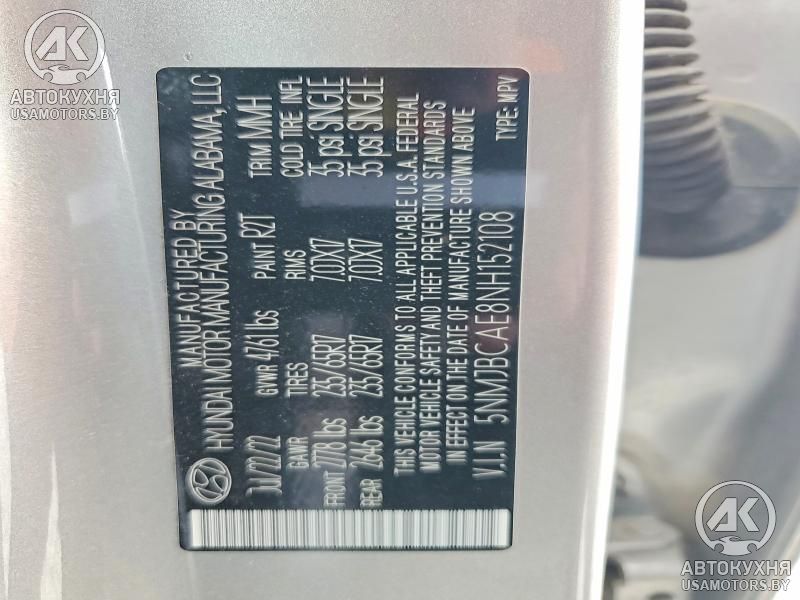 MANUFACTURED BY
HYUNDAI MOTOR MANUFACTURING ALABAMA, LLC
GVWR 4761 lbs PAINT R2T TRIM MMH
GAWR TIRES RIMS COLD TIRE INFL
FRONT 2778 lbs 235/65R17 7.0JX17 35 psi SINGLE
REAR 2646 lbs 235/65R17 7.0JX17 35 psi SINGLE
THIS VEHICLE CONFORMS TO ALL APPLICABLE U.S.A. FEDERAL
MOTOR VEHICLE SAFETY AND THEFT PREVENTION STANDARDS
IN EFFECT ON THE DATE OF MANUFACTURE SHOWN ABOVE
V.I.N 5NMJBCAE8NH152108 TYPE: MPV
АК
АВТОКУХНЯ
USAMOTORS.BY
АК
АВТОКУХНЯ
USAMOTORS.BY